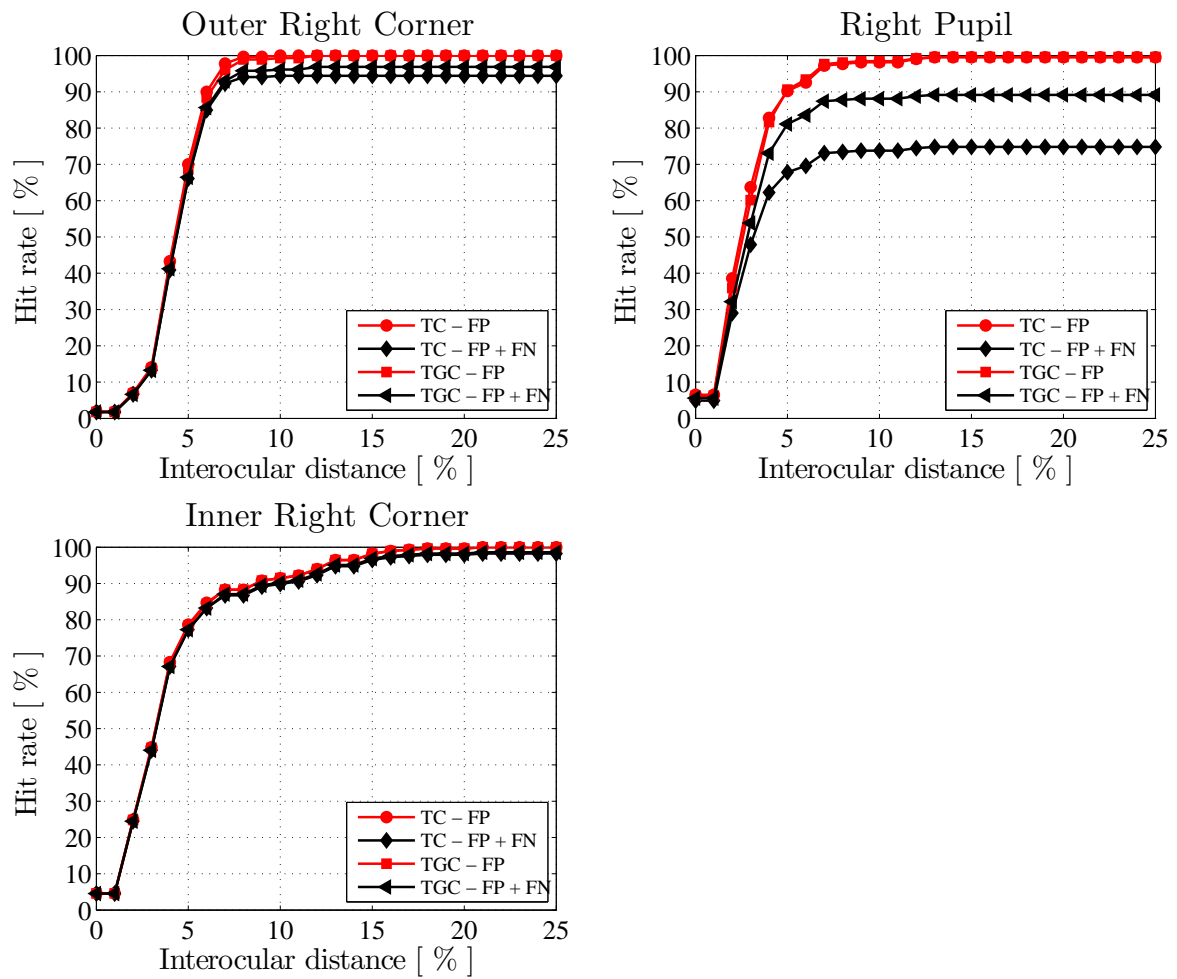 Outer Right Corner
100
90
80
70
60
50
40
30
20
10
0
Hit rate [ % ]
TC – FP
TC – FP + FN
TGC – FP
TGC – FP + FN
0 5 10 15 20 25
Interocular distance [ % ]
Right Pupil
100
90
80
70
60
50
40
30
20
10
0
Hit rate [ % ]
TC – FP
TC – FP + FN
TGC – FP
TGC – FP + FN
0 5 10 15 20 25
Interocular distance [ % ]
Inner Right Corner
100
90
80
70
60
50
40
30
20
10
0
Hit rate [ % ]
TC – FP
TC – FP + FN
TGC – FP
TGC – FP + FN
0 5 10 15 20 25
Interocular distance [ % ]